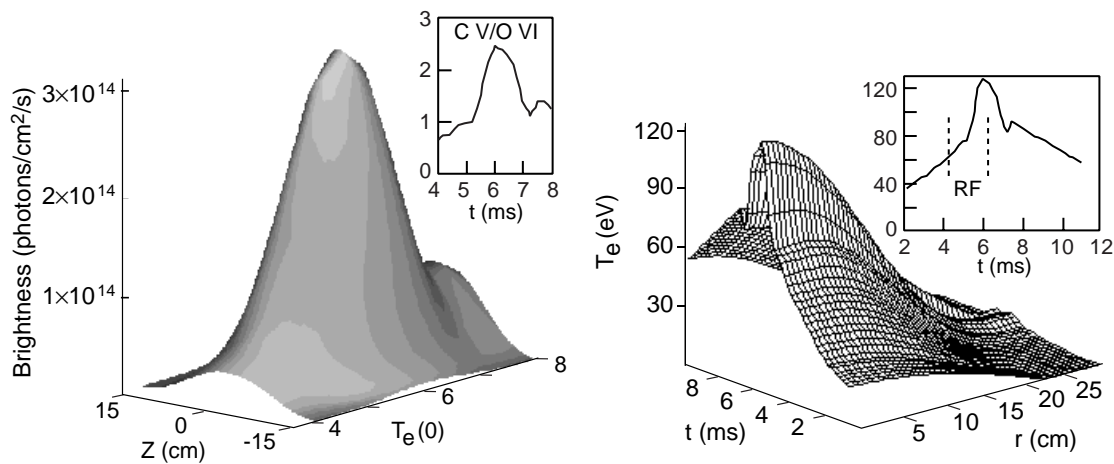 Brightness (photons/cm²/s)
3×10¹⁴
2×10¹⁴
1×10¹⁴
15
0
-15
Z (cm)
4
6
8
Tₑ(0)
C V/O VI
3
2
1
0
4 5 6 7 8
t (ms)
Tₑ(eV)
120
90
60
30
8
6
4
2
t (ms)
5
10
15
20
25
r (cm)
120
80
40
0
RF
2 4 6 8 10 12
t (ms)